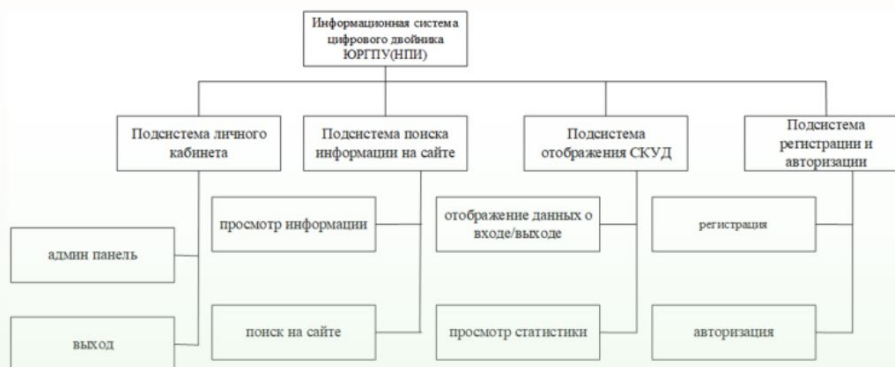 Информационная система
цифрового двойника
ЮРГПУ(НПИ)
Подсистема личного
кабинета
Подсистема поиска
информации на сайте
Подсистема
отображения СКУД
Подсистема
регистрации и
авторизации
просмотр информации
отображение данных о
входе/выходе
регистрация
админ панель
выход
поиск на сайте
просмотр статистики
авторизация